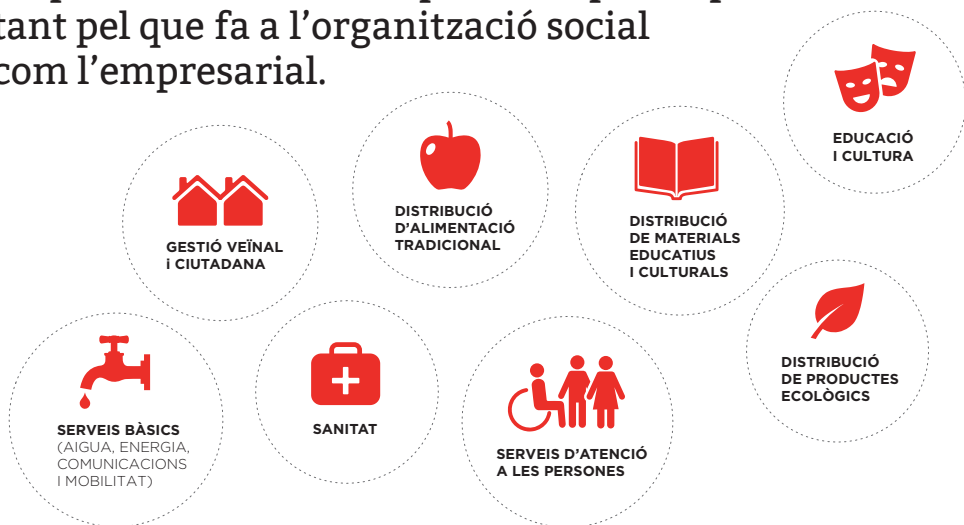 tant pel que fa a l’organització social
com l’empresarial.
EDUCACIÓ
I CULTURA
DISTRIBUCIÓ
D’ALIMENTACIÓ
TRADICIONAL
DISTRIBUCIÓ
DE MATERIALS
EDUCATIUS
I CULTURALS
GESTIÓ VEÏNAL
i CIUTADANA
DISTRIBUCIÓ
DE PRODUCTES
ECOLÒGICS
SERVEIS BÀSICS
(AIGUA, ENERGIA,
COMUNICACIONS
I MOBILITAT)
SANITAT
SERVEIS D’ATENCIÓ
A LES PERSONES